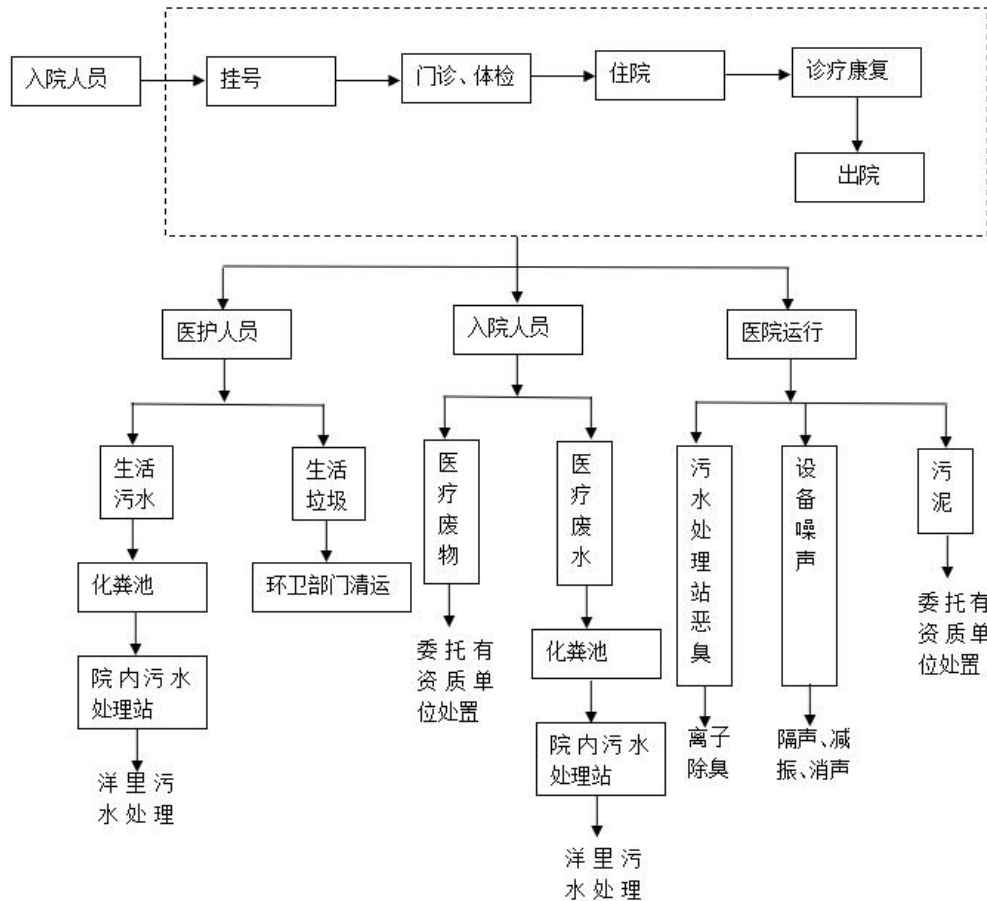 入院人员
挂号
门诊、体检
住院
诊疗康复
出院
医护人员
入院人员
医院运行
生活
污水
生活
垃圾
医疗废物
医疗废水
污水处理站恶臭
设备噪声
污泥
化粪池
环卫部门清运
委托有
资质单
位处置
化粪池
委托有
资质单
位处置
院内污水
处理站
院内污水
处理站
离子
除臭
隔声、减
振、消声
洋里污
水处理
洋里污
水处理